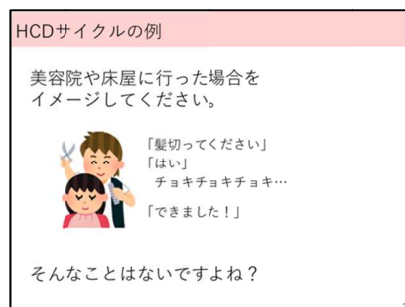 HCDサイクルの例
美容院や床屋に行った場合を
イメージしてください。
「髪切ってください」
「はい」
チョキチョキチョキ…
「できました！」
そんなことはないですよね？